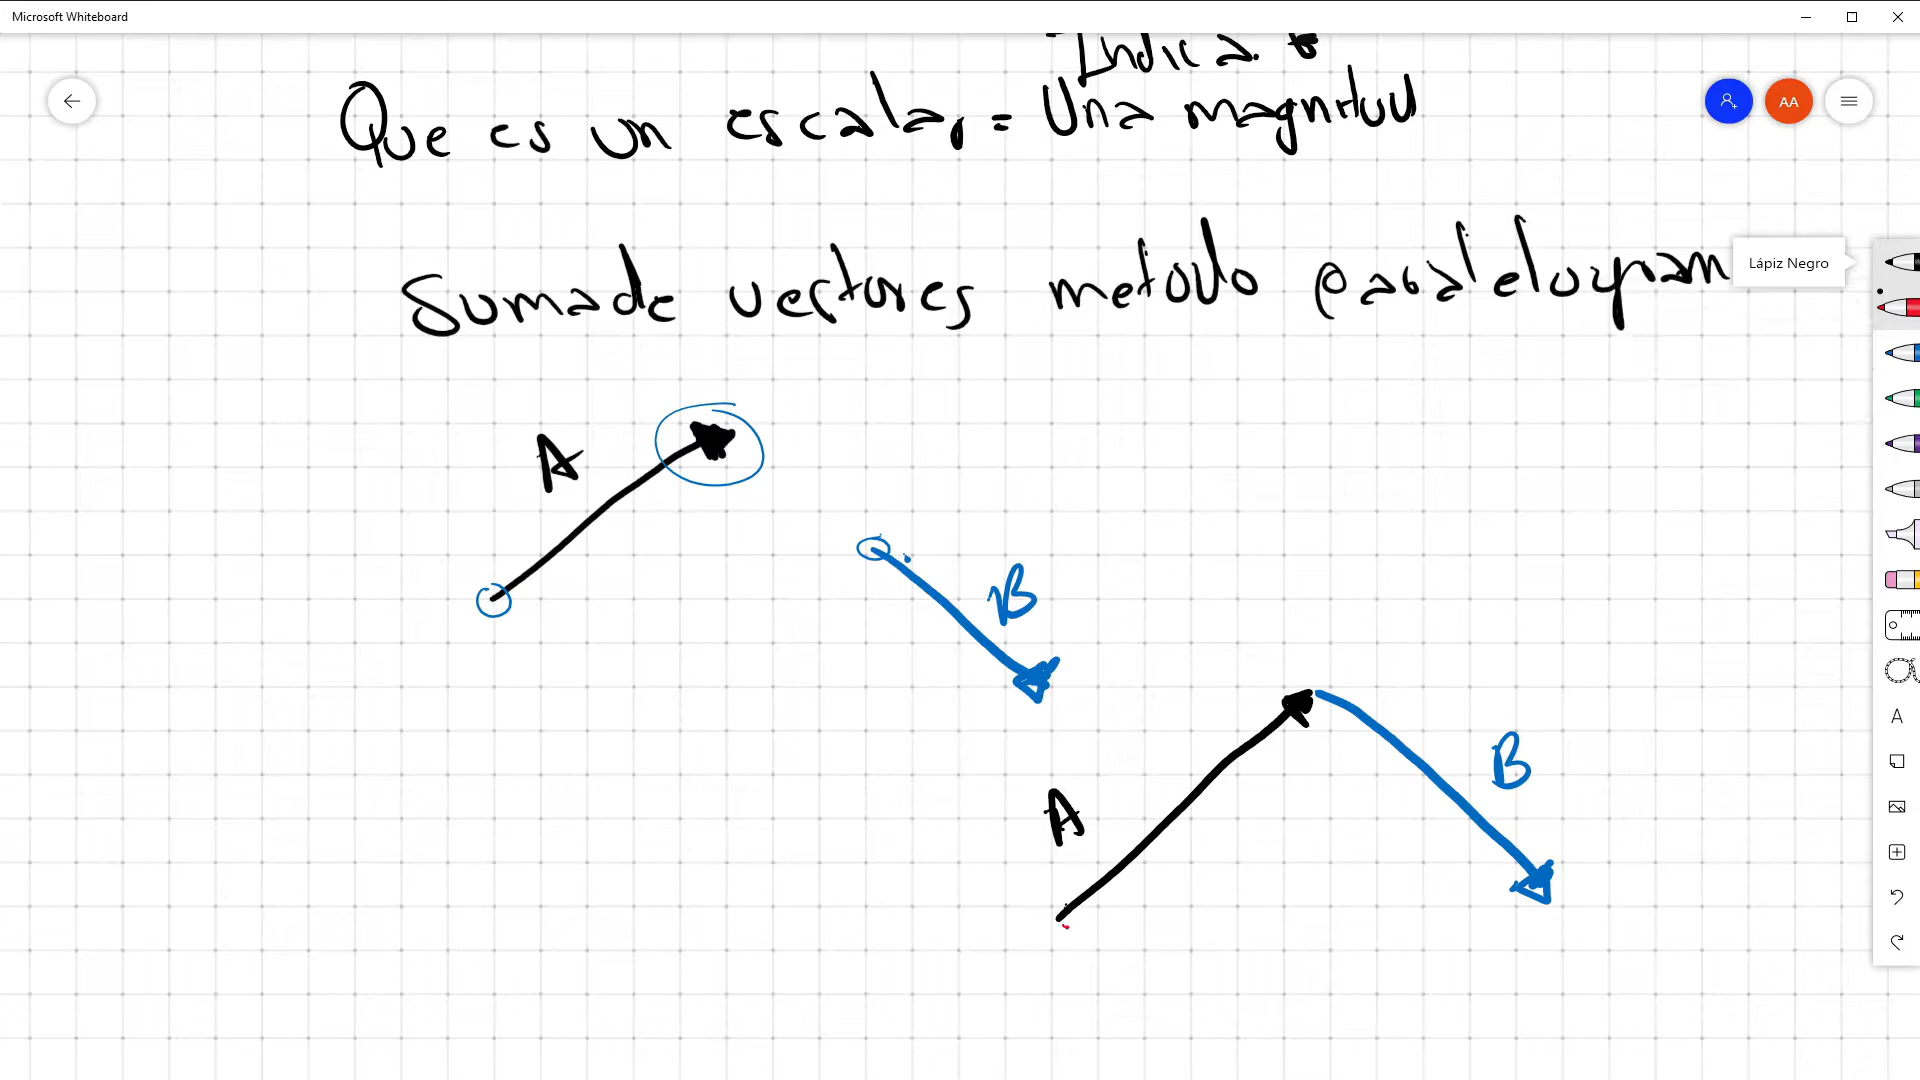 Microsoft Whiteboard
Indica
Que es un escalar = Una magnitud
AA
Suma de vectores metodo paralelogram
Lápiz Negro
A
B
B
A
A